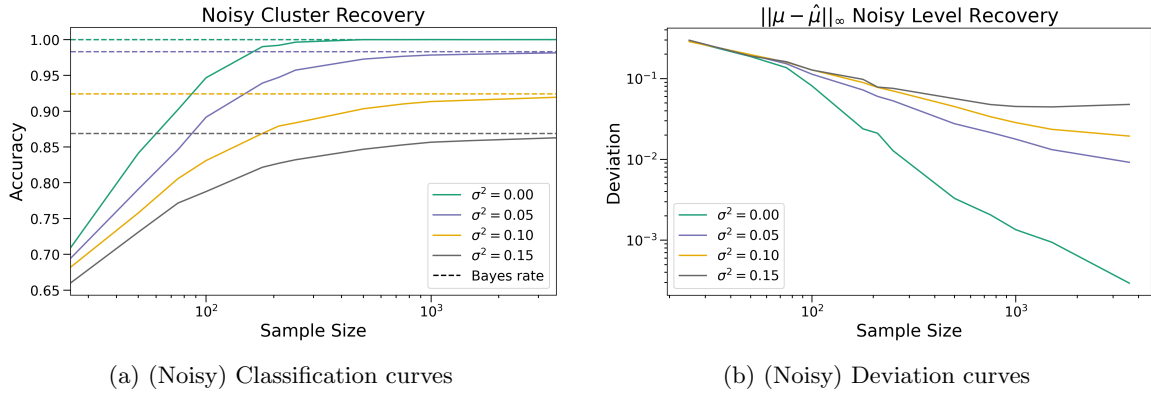 Noisy Cluster Recovery
Accuracy
1.00
0.95
0.90
0.85
0.80
0.75
0.70
0.65
σ² = 0.00
σ² = 0.05
σ² = 0.10
σ² = 0.15
Bayes rate
10²
10³
Sample Size
(a) (Noisy) Classification curves
||μ − μ̂||∞ Noisy Level Recovery
Deviation
10⁻¹
10⁻²
10⁻³
σ² = 0.00
σ² = 0.05
σ² = 0.10
σ² = 0.15
10²
10³
Sample Size
(b) (Noisy) Deviation curves